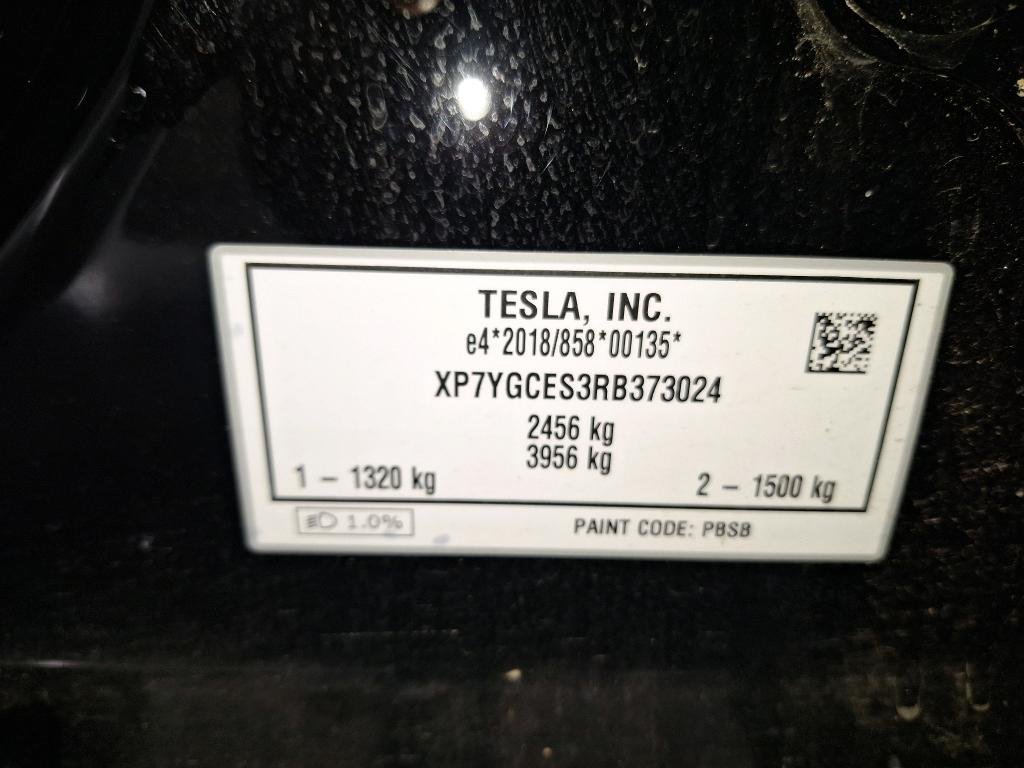 TESLA, INC.
e4*2018/858*00135*
XP7YGCES3RB373024
2456 kg
3956 kg
1 – 1320 kg
2 – 1500 kg
1.0%
PAINT CODE: PBSB